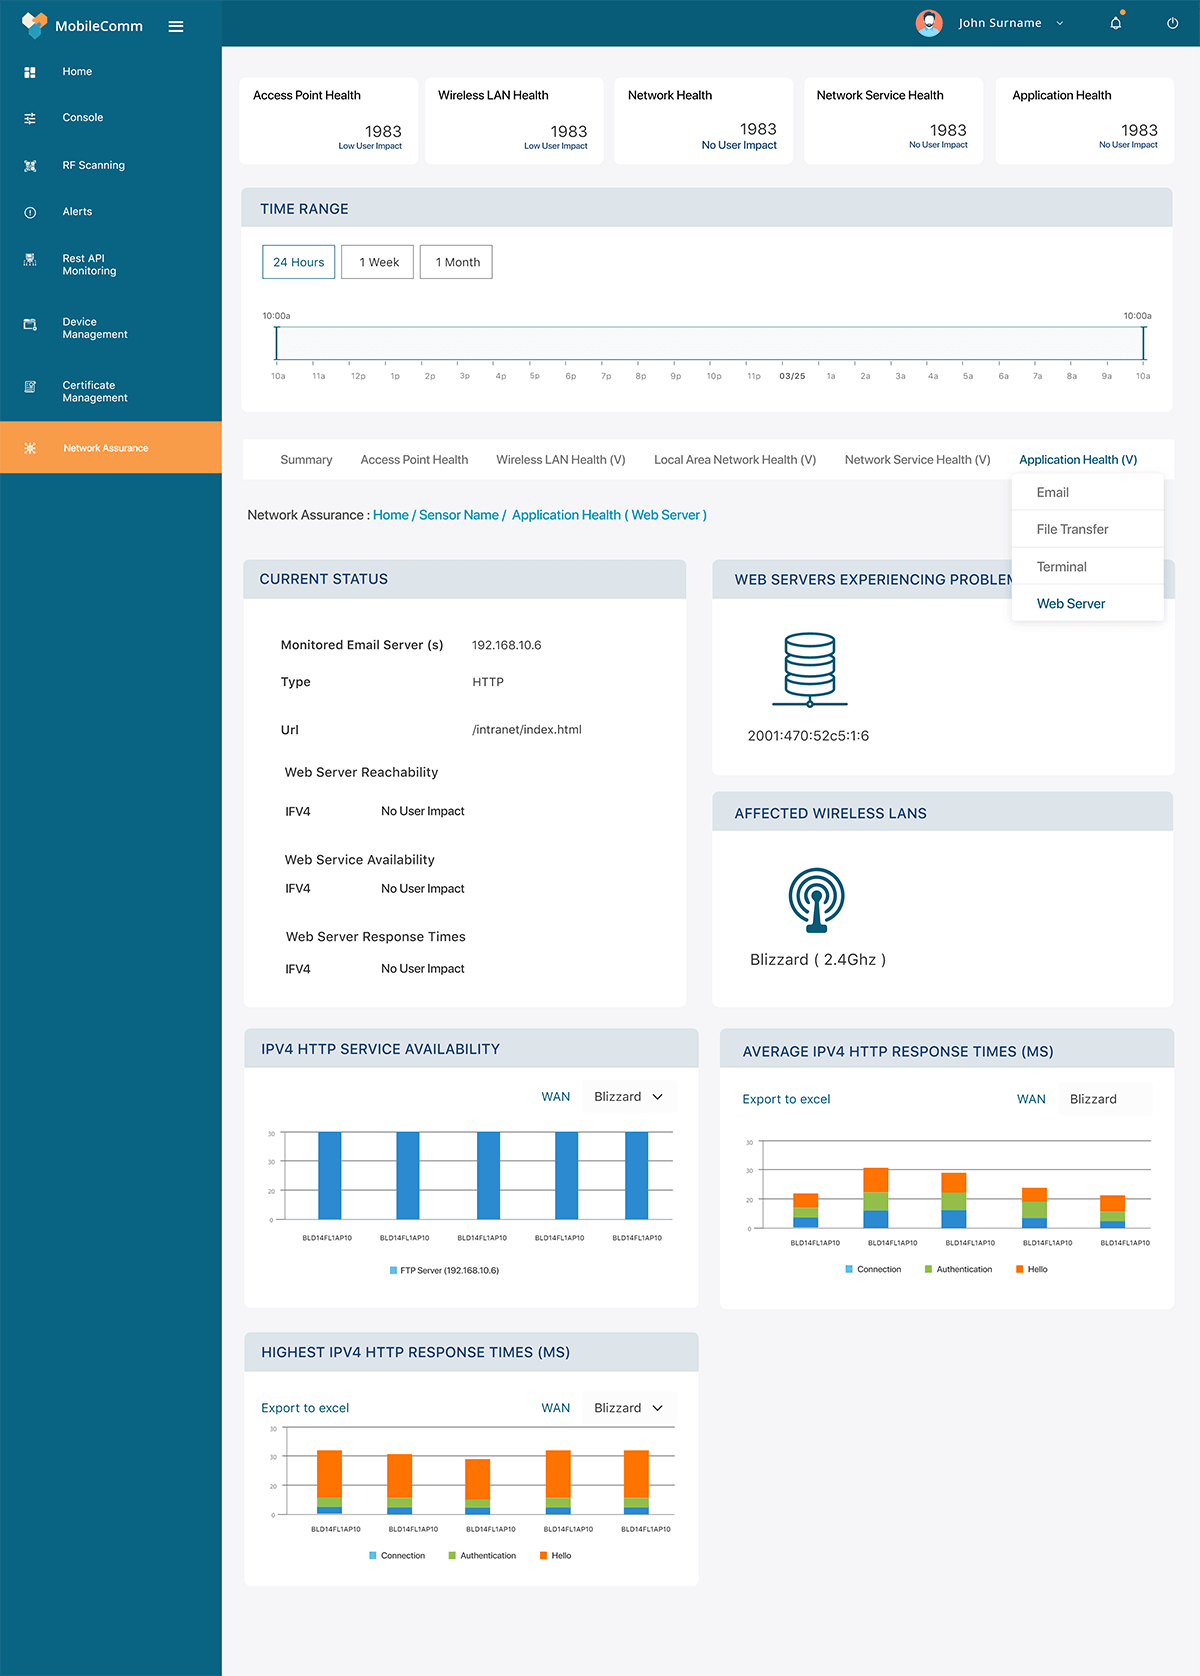 MobileComm
John Surname
Home
Console
RF Scanning
Alerts
Rest API
Monitoring
Device
Management
Certificate
Management
Network Assurance
Access Point Health
1983
Low User Impact
Wireless LAN Health
1983
Low User Impact
Network Health
1983
No User Impact
Network Service Health
1983
No User Impact
Application Health
1983
No User Impact
TIME RANGE
24 Hours 1 Week 1 Month
10:00a 10:00a
10a 11a 12p 1p 2p 3p 4p 5p 6p 7p 8p 9p 10p 11p 03/25 1a 2a 3a 4a 5a 6a 7a 8a 9a 10a
Summary Access Point Health Wireless LAN Health (V) Local Area Network Health (V) Network Service Health (V) Application Health (V)
Email
File Transfer
Terminal
Web Server
Network Assurance : Home / Sensor Name / Application Health ( Web Server )
CURRENT STATUS
Monitored Email Server (s) 192.168.10.6
Type HTTP
Url /intranet/index.html
Web Server Reachability
IFV4 No User Impact
Web Service Availability
IFV4 No User Impact
Web Server Response Times
IFV4 No User Impact
WEB SERVERS EXPERIENCING PROBLEM
2001:470:52c5:1:6
AFFECTED WIRELESS LANS
Blizzard ( 2.4Ghz )
IPV4 HTTP SERVICE AVAILABILITY
WAN Blizzard
30
30
20
0
BLD14FL1AP10 BLD14FL1AP10 BLD14FL1AP10 BLD14FL1AP10 BLD14FL1AP10
FTP Server (192.168.10.6)
AVERAGE IPV4 HTTP RESPONSE TIMES (MS)
Export to excel WAN Blizzard
30
30
20
0
BLD14FL1AP10 BLD14FL1AP10 BLD14FL1AP10 BLD14FL1AP10 BLD14FL1AP10
Connection Authentication Hello
HIGHEST IPV4 HTTP RESPONSE TIMES (MS)
Export to excel WAN Blizzard
30
30
20
0
BLD14FL1AP10 BLD14FL1AP10 BLD14FL1AP10 BLD14FL1AP10 BLD14FL1AP10
Connection Authentication Hello